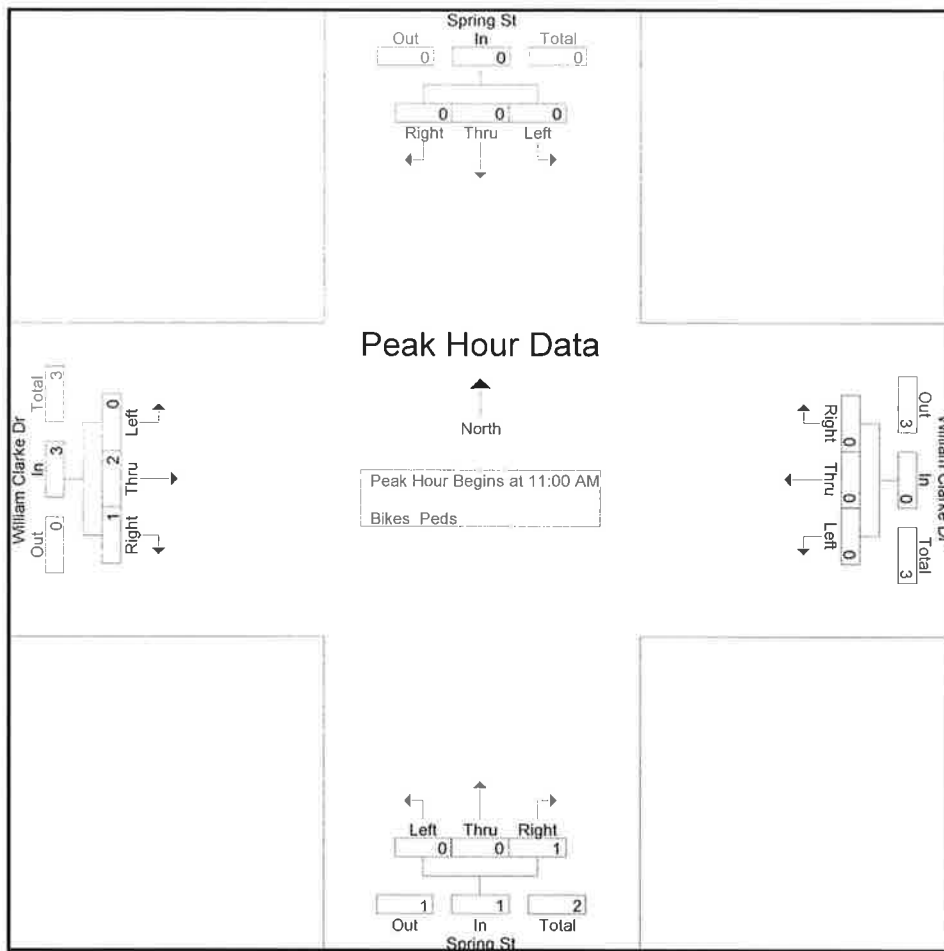 Spring St
Out In Total
0 0 0
0 0 0
Right Thru Left
Peak Hour Data
North
Peak Hour Begins at 11:00 AM
Bikes Peds
William Clarke Dr
Out In Total
0 3 3
1 2 0
Right Thru Left
Right Thru Left
0 0 0
Out In Total
3 0 3
William Clarke Dr
Left Thru Right
0 0 1
1 1 2
Out In Total
Spring St